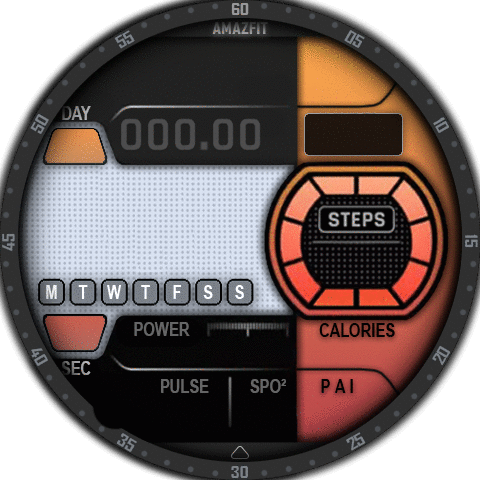 60
AMAZFIT
55
05
DAY
50
000.00
10
STEPS
45
15
M T W T F S S
POWER
CALORIES
40
SEC
20
PULSE
SPO²
PAI
35
25
30